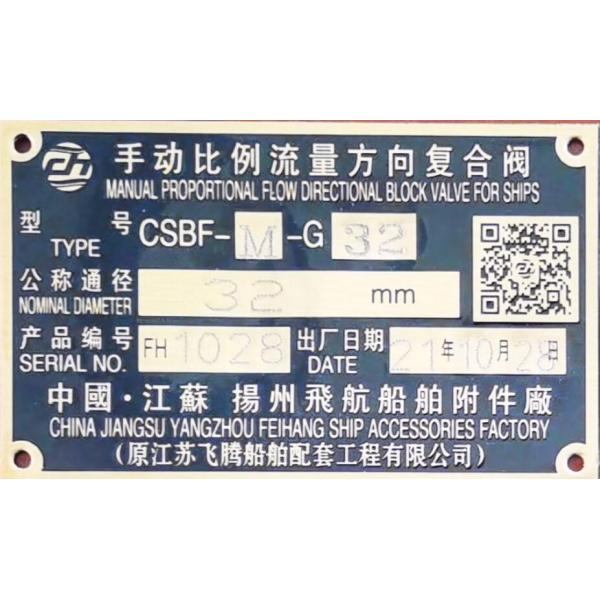 手动比例流量方向复合阀
MANUAL PROPORTIONAL FLOW DIRECTIONAL BLOCK VALVE FOR SHIPS
型 号 CSBF-M-G 32
TYPE
公称通径 32 mm
NOMINAL DIAMETER
产品编号 FH1028 出厂日期 21年10月28日
SERIAL NO. DATE
中國·江蘇 揚州飛航船舶附件廠
CHINA JIANGSU YANGZHOU FEIHANG SHIP ACCESSORIES FACTORY
(原江苏飞腾船舶配套工程有限公司)